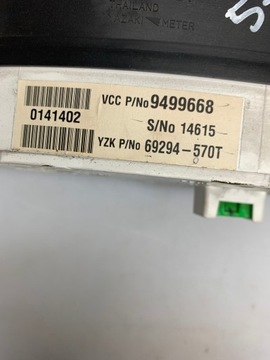 THAILAND
YAZAKI METER
VCC P/No 9499668
0141402
S/No 14615
YZK P/No 69294-570T